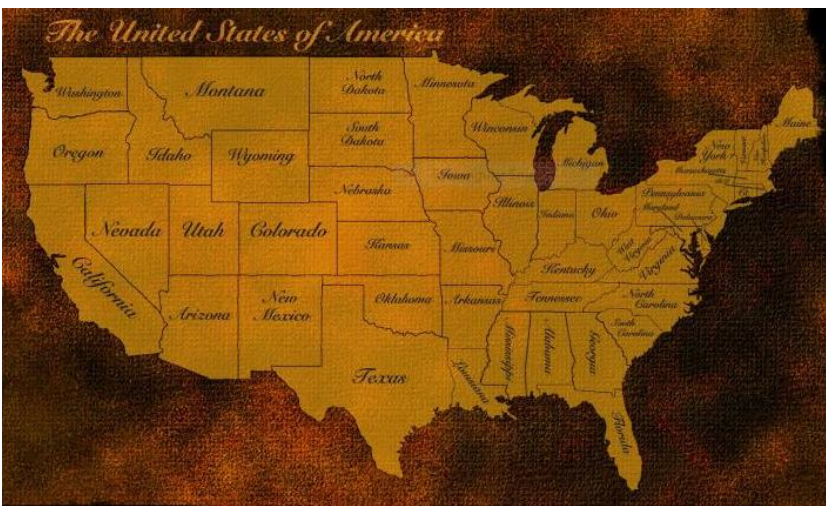 The United States of America
Washington
Montana
North
Dakota
Minnesota
Maine
Oregon
Idaho
Wyoming
South
Dakota
Wisconsin
Michigan
New
York
Massachusetts
Nebraska
Iowa
Pennsylvania
Nevada
Utah
Colorado
Kansas
Missouri
Illinois
Indiana
Ohio
Maryland
Delaware
West
Virginia
Virginia
California
Kentucky
Arizona
New
Mexico
Oklahoma
Arkansas
Tennessee
North
Carolina
South
Carolina
Texas
Louisiana
Mississippi
Alabama
Georgia
Florida